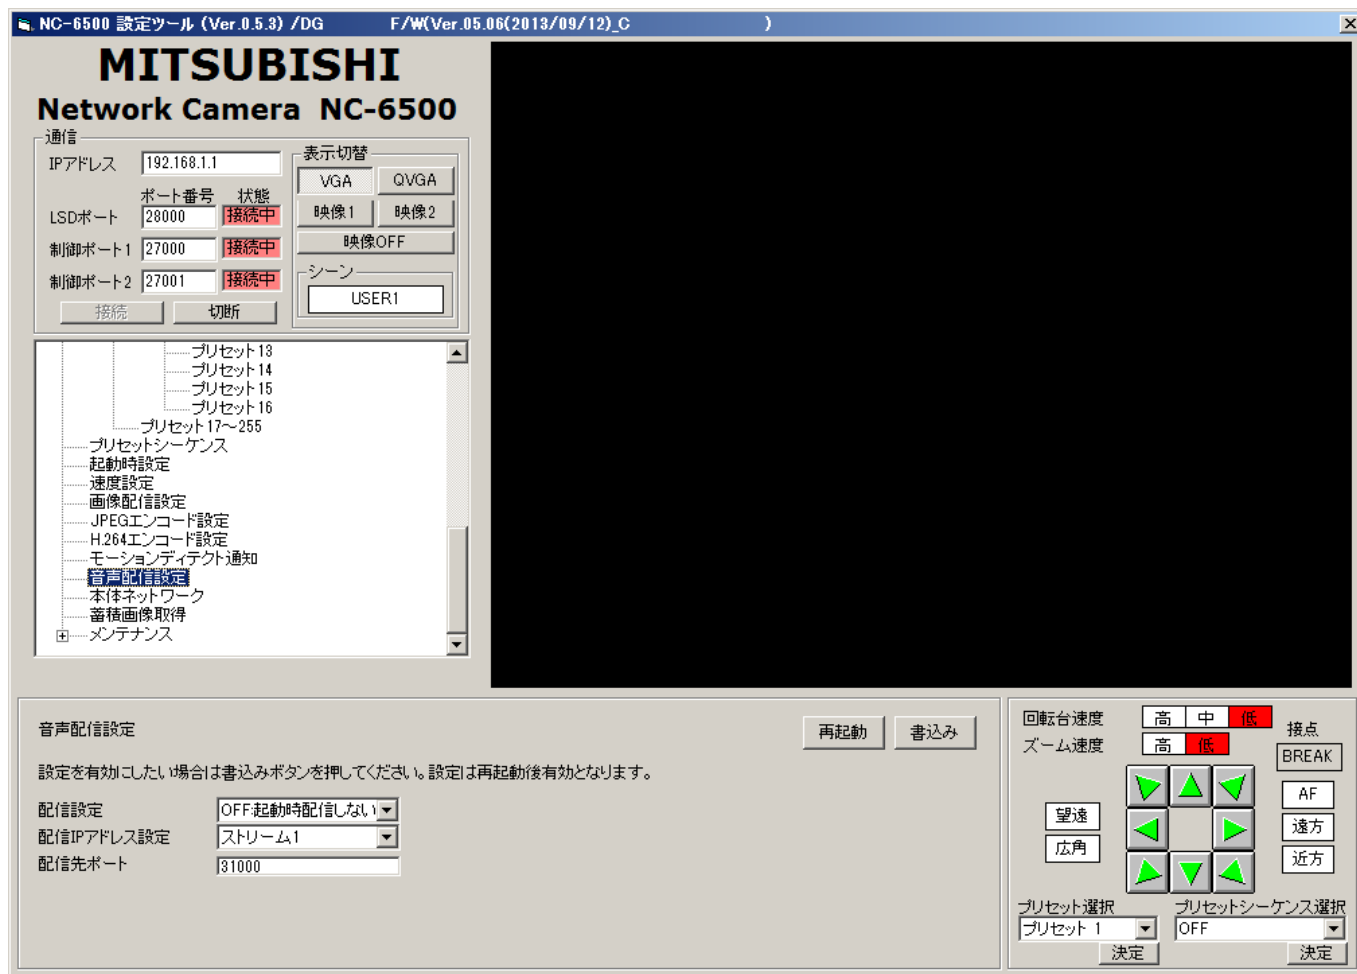 NC-6500 設定ツール (Ver.0.5.3) /DG F/W(Ver.05.06(2013/09/12)_C )
MITSUBISHI
Network Camera NC-6500
通信
IPアドレス 192.168.1.1
ポート番号 状態
LSDポート 28000 接続中
制御ポート1 27000 接続中
制御ポート2 27001 接続中
接続 切断
表示切替
VGA QVGA
映像1 映像2
映像OFF
シーン
USER1
プリセット13
プリセット14
プリセット15
プリセット16
プリセット17~255
プリセットシーケンス
起動時設定
速度設定
画像配信設定
JPEGエンコード設定
H.264エンコード設定
モーションディテクト通知
音声配信設定
本体ネットワーク
蓄積画像取得
メンテナンス
音声配信設定
再起動 書込み
設定を有効にしたい場合は書込みボタンを押してください。設定は再起動後有効となります。
配信設定 OFF:起動時配信しない
配信IPアドレス設定 ストリーム1
配信先ポート 31000
回転台速度 高 中 低
ズーム速度 高 低
接点
BREAK
AF
望遠 遠方
広角 近方
プリセット選択 プリセットシーケンス選択
プリセット 1 OFF
決定 決定